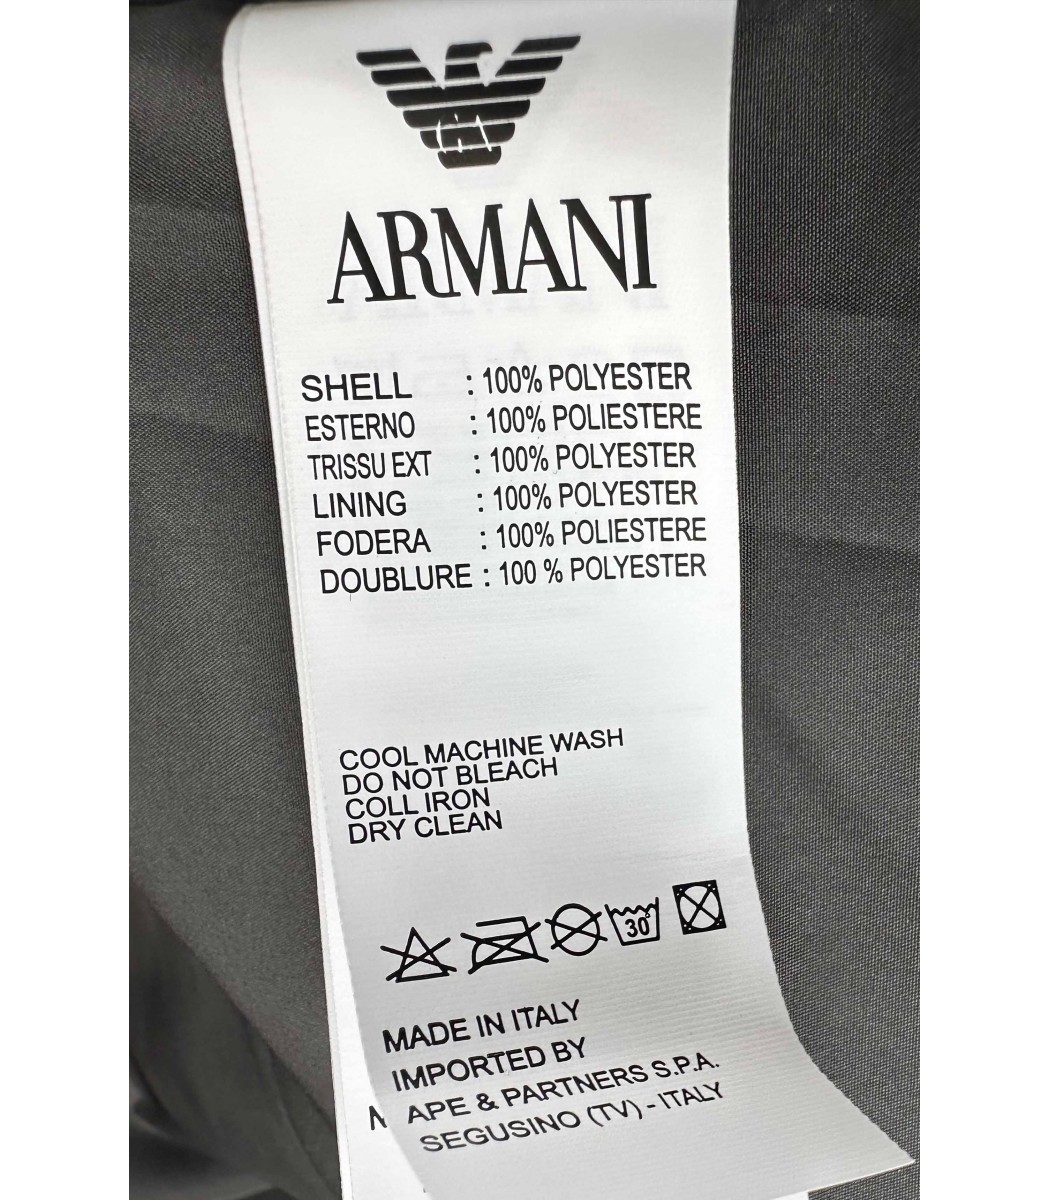 ARMANI
SHELL : 100% POLYESTER
ESTERNO : 100% POLIESTERE
TRISSU EXT : 100% POLYESTER
LINING : 100% POLYESTER
FODERA : 100% POLIESTERE
DOUBLURE : 100 % POLYESTER
COOL MACHINE WASH
DO NOT BLEACH
COLL IRON
DRY CLEAN
30°
MADE IN ITALY
IMPORTED BY
APE & PARTNERS S.P.A.
SEGUSINO (TV) - ITALY